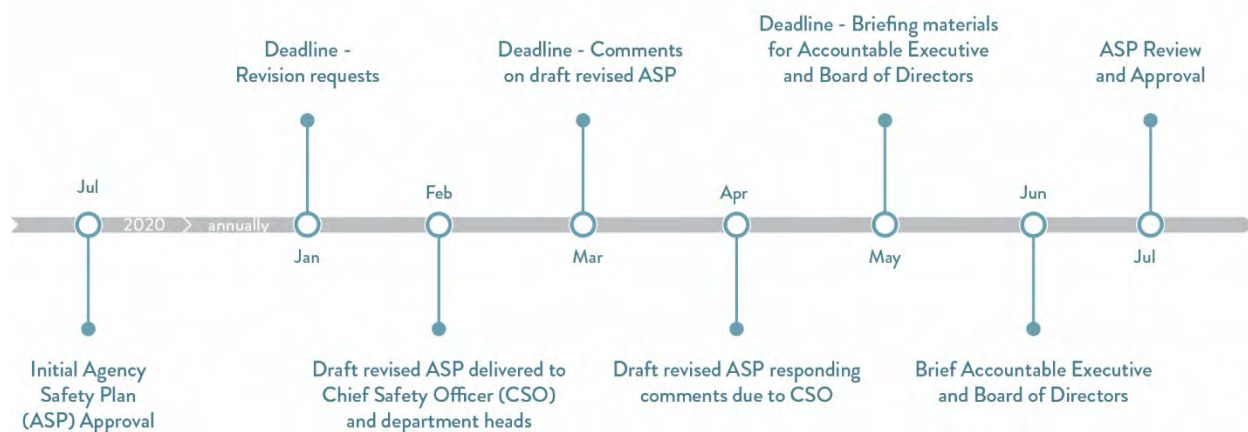 Deadline -
Revision requests
Deadline - Comments
on draft revised ASP
Deadline - Briefing materials
for Accountable Executive
and Board of Directors
ASP Review
and Approval
Jul
2020
annually
Jan
Feb
Mar
Apr
May
Jun
Jul
Initial Agency
Safety Plan
(ASP) Approval
Draft revised ASP delivered to
Chief Safety Officer (CSO)
and department heads
Draft revised ASP responding
comments due to CSO
Brief Accountable Executive
and Board of Directors